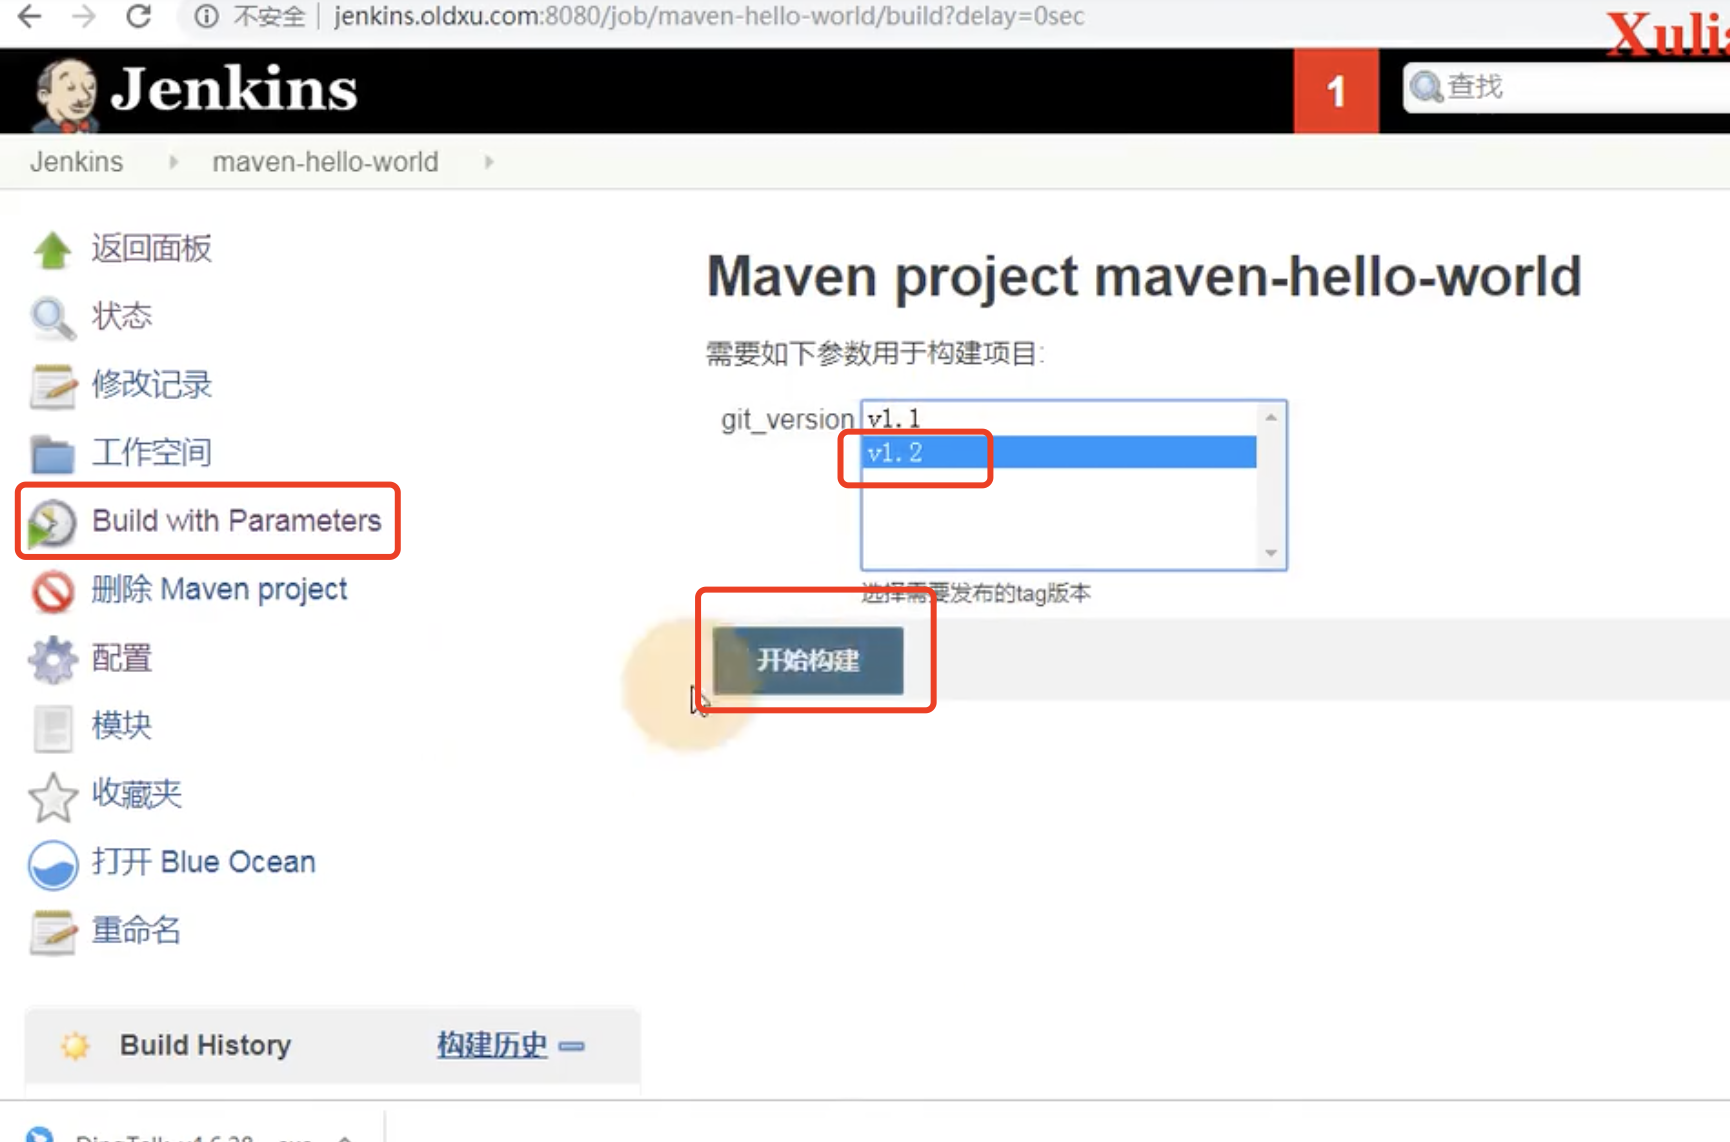 不安全 | jenkins.oldxu.com:8080/job/maven-hello-world/build?delay=0sec
Jenkins
1
查找
Jenkins
maven-hello-world
返回面板
状态
修改记录
工作空间
Build with Parameters
删除 Maven project
配置
模块
收藏夹
打开 Blue Ocean
重命名
Maven project maven-hello-world
需要如下参数用于构建项目:
git_version
v1.1
v1.2
选择需要发布的tag版本
开始构建
Build History
构建历史